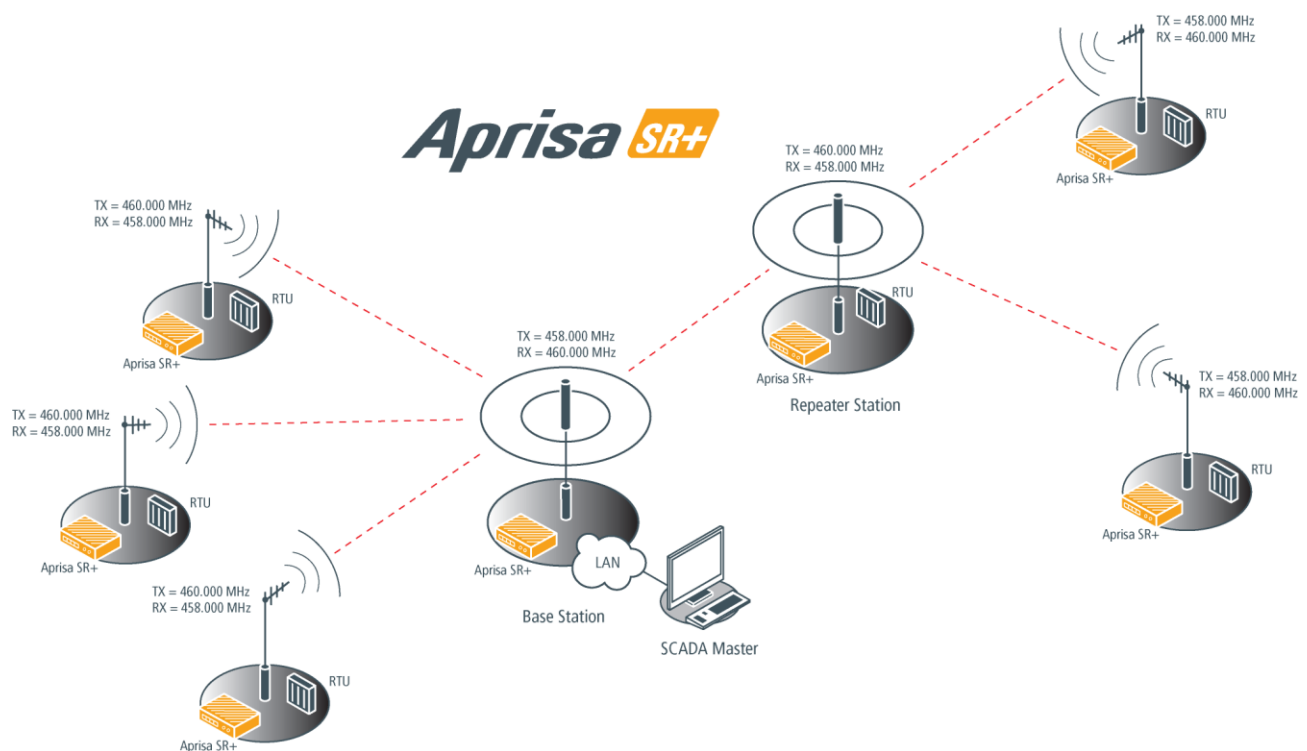 TX = 458.000 MHz
RX = 460.000 MHz
RTU
Aprisa SR+
Aprisa SR+
TX = 460.000 MHz
RX = 458.000 MHz
RTU
Aprisa SR+
Repeater Station
TX = 460.000 MHz
RX = 458.000 MHz
RTU
Aprisa SR+
TX = 458.000 MHz
RX = 460.000 MHz
Aprisa SR+
LAN
Base Station
SCADA Master
TX = 458.000 MHz
RX = 460.000 MHz
RTU
Aprisa SR+
TX = 460.000 MHz
RX = 458.000 MHz
RTU
Aprisa SR+
TX = 460.000 MHz
RX = 458.000 MHz
RTU
Aprisa SR+